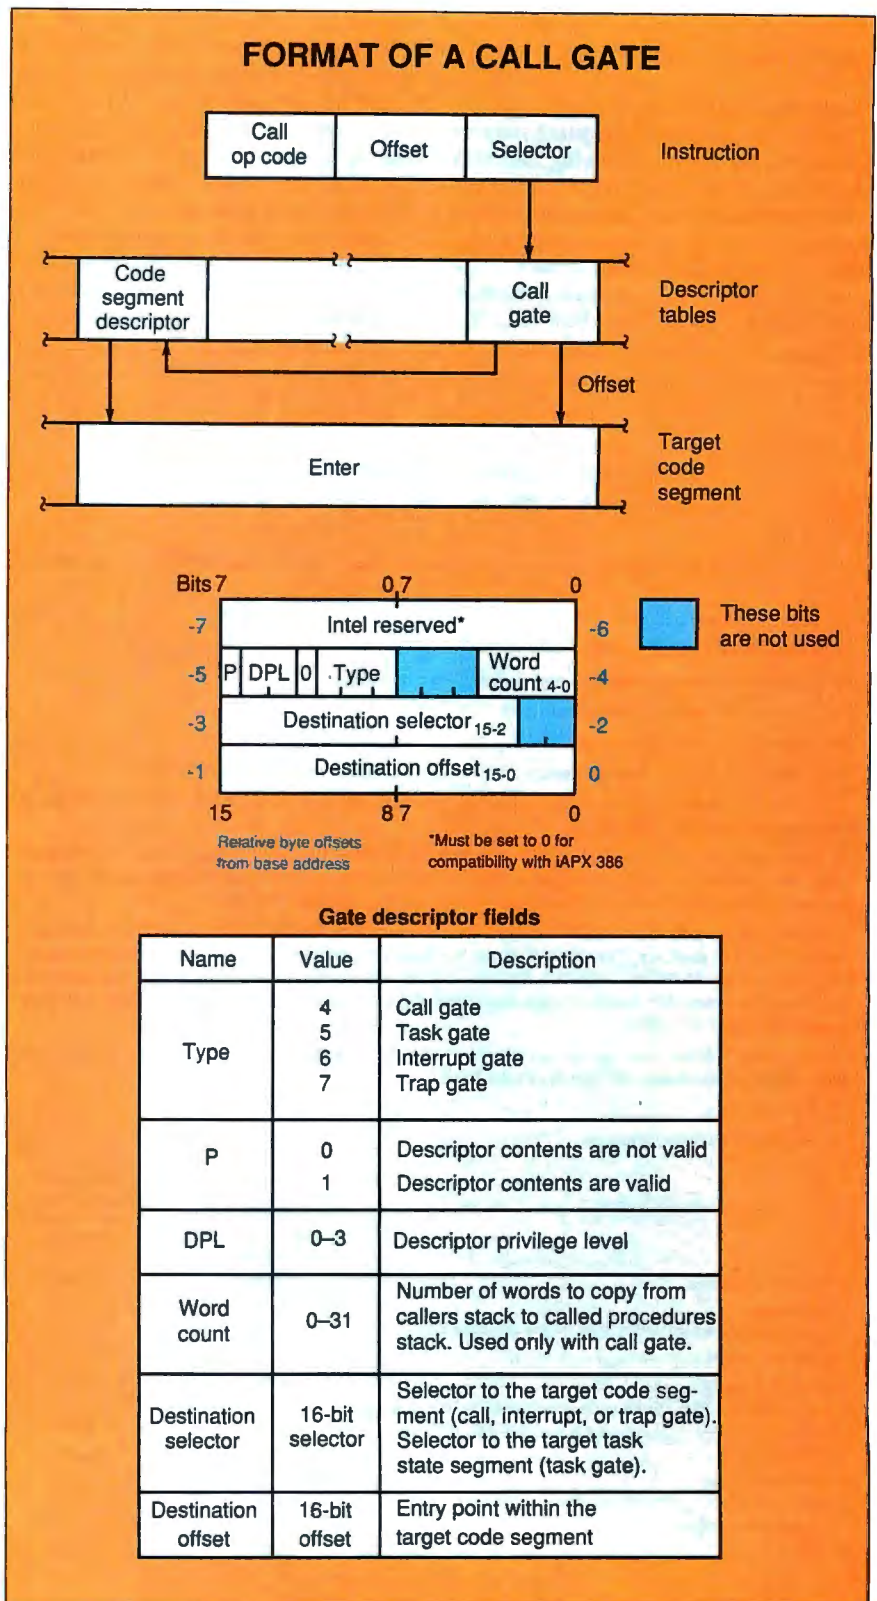 FORMAT OF A CALL GATE
Call
op code
Offset
Selector
Instruction
Code
segment
descriptor
Call
gate
Descriptor
tables
Offset
Enter
Target
code
segment
Bits 7 0,7 0
-7 Intel reserved* -6
These bits
are not used
-5 P DPL 0 Type Word
count 4-0 -4
-3 Destination selector 15-2 -2
-1 Destination offset 15-0 0
15 8 7 0
Relative byte offsets
from base address
*Must be set to 0 for
compatibility with iAPX 386
Gate descriptor fields
Name Value Description
Type
4 Call gate
5 Task gate
6 Interrupt gate
7 Trap gate
P
0 Descriptor contents are not valid
1 Descriptor contents are valid
DPL 0–3 Descriptor privilege level
Word
count
0–31
Number of words to copy from
callers stack to called procedures
stack. Used only with call gate.
Destination
selector
16-bit
selector
Selector to the target code seg-
ment (call, interrupt, or trap gate).
Selector to the target task
state segment (task gate).
Destination
offset
16-bit
offset
Entry point within the
target code segment